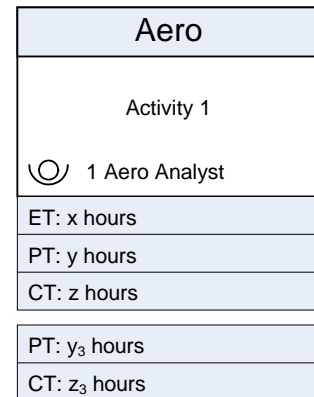 Aero
Activity 1
1 Aero Analyst
ET: x hours
PT: y hours
CT: z hours
PT: y₃ hours
CT: z₃ hours